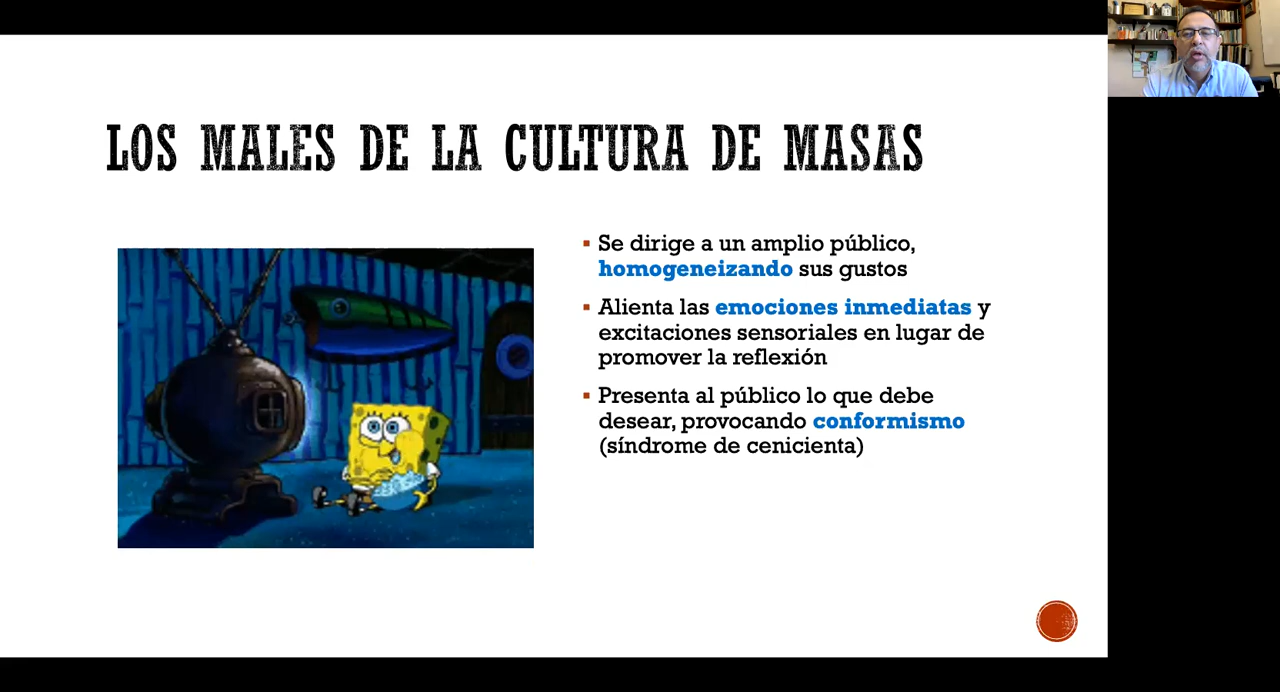 LOS MALES DE LA CULTURA DE MASAS
▪ Se dirige a un amplio público,
homogeneizando sus gustos
▪ Alienta las emociones inmediatas y
excitaciones sensoriales en lugar de
promover la reflexión
▪ Presenta al público lo que debe
desear, provocando conformismo
(síndrome de cenicienta)